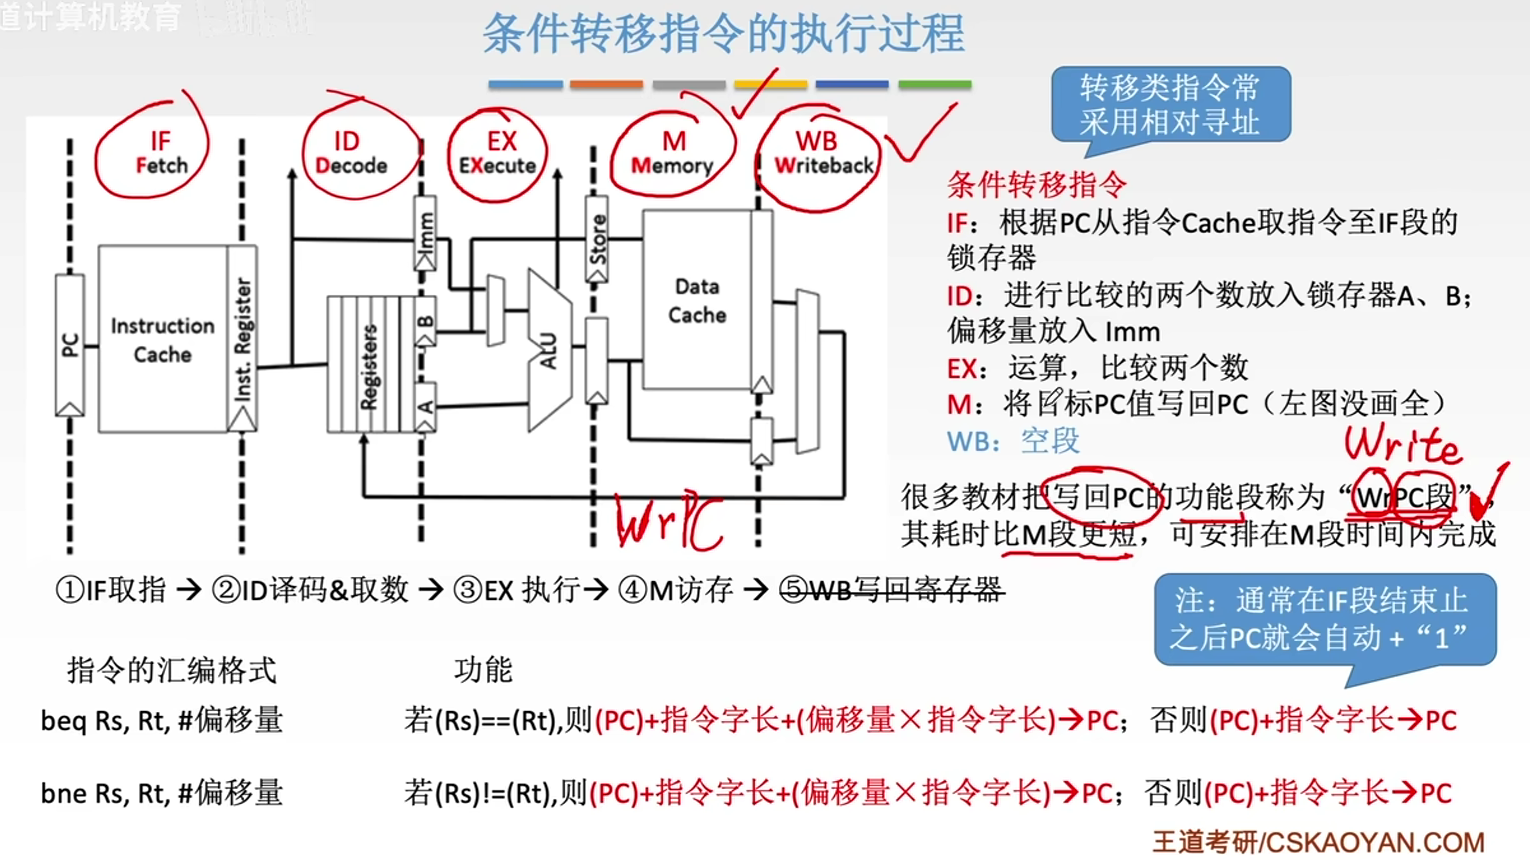 道计算机教育
条件转移指令的执行过程
转移类指令常
采用相对寻址
IF
Fetch
ID
Decode
EX
EXecute
M
Memory
WB
Writeback
PC
Instruction
Cache
Inst. Register
Registers
Imm
B
A
ALU
Store
Data
Cache
条件转移指令
IF：根据PC从指令Cache取指令至IF段的
锁存器
ID：进行比较的两个数放入锁存器A、B；
偏移量放入 Imm
EX：运算，比较两个数
M：将目标PC值写回PC（左图没画全）
WB：空段
Write
很多教材把写回PC的功能段称为“WrPC段”，
其耗时比M段更短，可安排在M段时间内完成
WrPC
①IF取指 → ②ID译码&取数 → ③EX 执行→ ④M访存 → ⑤WB写回寄存器
注：通常在IF段结束止
之后PC就会自动 + “1”
指令的汇编格式 功能
beq Rs, Rt, #偏移量 若(Rs)==(Rt),则(PC)+指令字长+(偏移量×指令字长)→PC；否则(PC)+指令字长→PC
bne Rs, Rt, #偏移量 若(Rs)!=(Rt),则(PC)+指令字长+(偏移量×指令字长)→PC；否则(PC)+指令字长→PC
王道考研/CSKAOYAN.COM